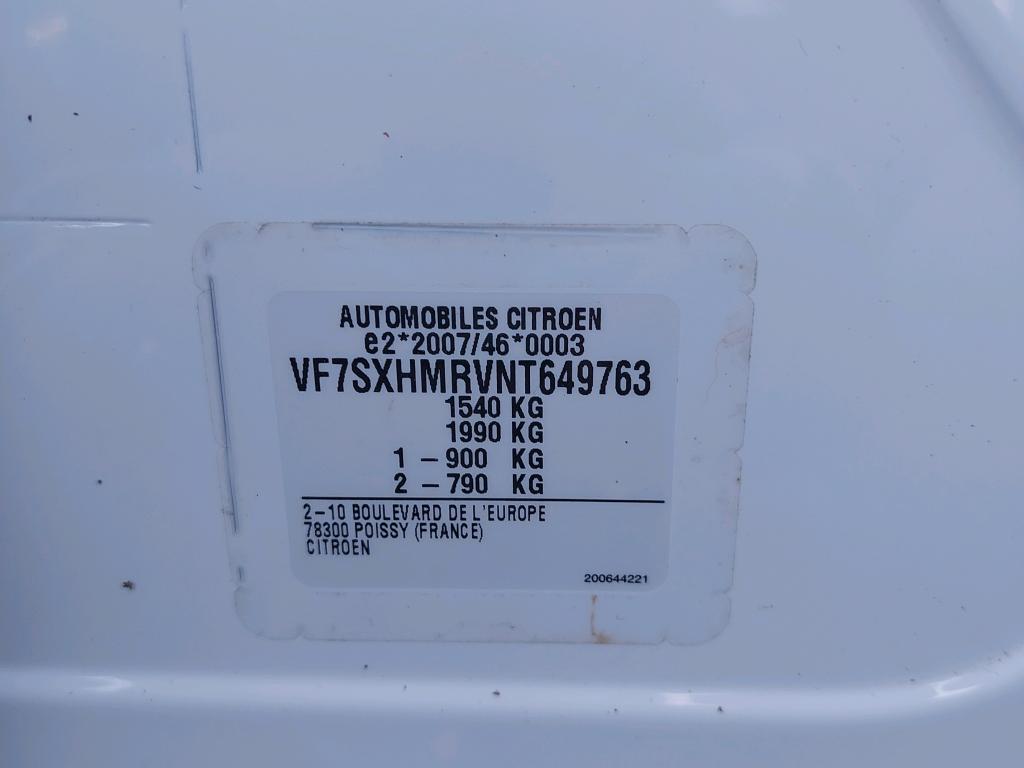 AUTOMOBILES CITROEN
e2*2007/46*0003
VF7SXHMRVNT649763
1540 KG
1990 KG
1 – 900 KG
2 – 790 KG
2–10 BOULEVARD DE L'EUROPE
78300 POISSY (FRANCE)
CITROEN
200644221